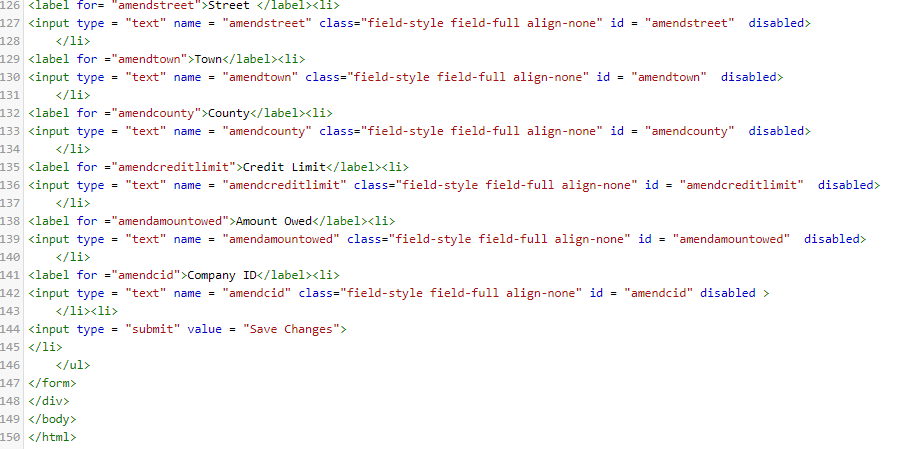 126 <label for= "amendstreet">Street </label><li>
127 <input type = "text" name = "amendstreet" class="field-style field-full align-none" id = "amendstreet"  disabled>
128     </li>
129 <label for ="amendtown">Town</label><li>
130 <input type = "text" name = "amendtown" class="field-style field-full align-none" id = "amendtown"  disabled>
131     </li>
132 <label for ="amendcounty">County</label><li>
133 <input type = "text" name = "amendcounty" class="field-style field-full align-none" id = "amendcounty"  disabled>
134     </li>
135 <label for ="amendcreditlimit">Credit Limit</label><li>
136 <input type = "text" name = "amendcreditlimit" class="field-style field-full align-none" id = "amendcreditlimit"  disabled>
137     </li>
138 <label for ="amendamountowed">Amount Owed</label><li>
139 <input type = "text" name = "amendamountowed" class="field-style field-full align-none" id = "amendamountowed"  disabled>
140     </li>
141 <label for ="amendcid">Company ID</label><li>
142 <input type = "text" name = "amendcid" class="field-style field-full align-none" id = "amendcid" disabled >
143     </li><li>
144 <input type = "submit" value = "Save Changes">
145 </li>
146     </ul>
147 </form>
148 </div>
149 </body>
150 </html>